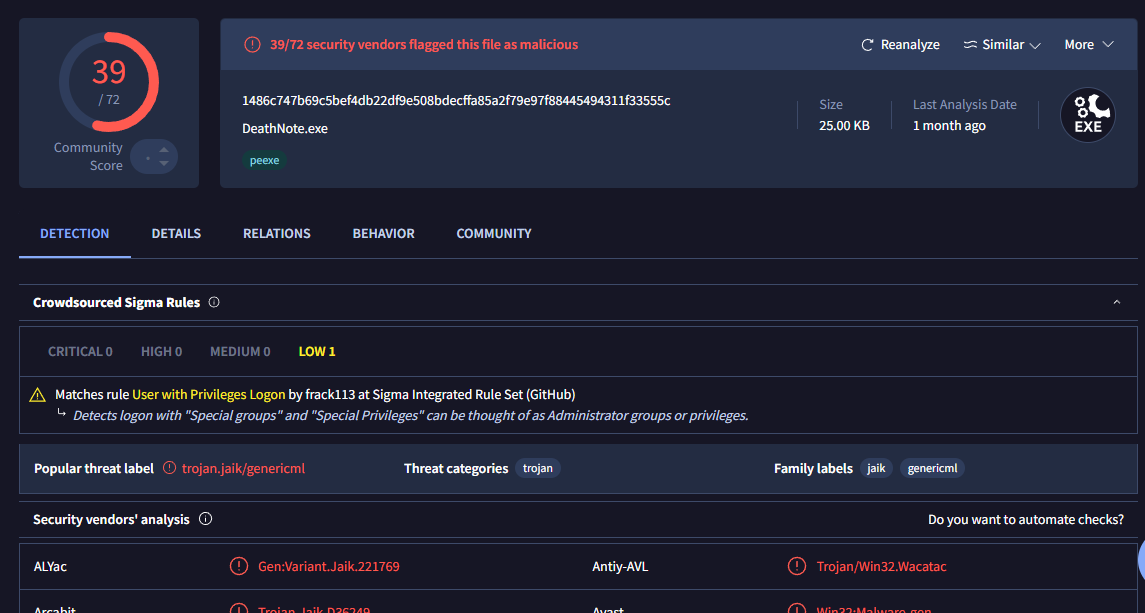 39
/ 72
Community
Score
39/72 security vendors flagged this file as malicious
Reanalyze
Similar
More
1486c747b69c5bef4db22df9e508bdecffa85a2f79e97f88445494311f33555c
DeathNote.exe
peexe
Size
25.00 KB
Last Analysis Date
1 month ago
EXE
DETECTION
DETAILS
RELATIONS
BEHAVIOR
COMMUNITY
Crowdsourced Sigma Rules
CRITICAL 0
HIGH 0
MEDIUM 0
LOW 1
Matches rule User with Privileges Logon by frack113 at Sigma Integrated Rule Set (GitHub)
Detects logon with "Special groups" and "Special Privileges" can be thought of as Administrator groups or privileges.
Popular threat label trojan.jaik/genericml
Threat categories trojan
Family labels jaik genericml
Security vendors' analysis
Do you want to automate checks?
ALYac
Gen:Variant.Jaik.221769
Antiy-AVL
Trojan/Win32.Wacatac
Arcabit
Trojan.Jaik.D36249
Avast
Win32:Malware-gen